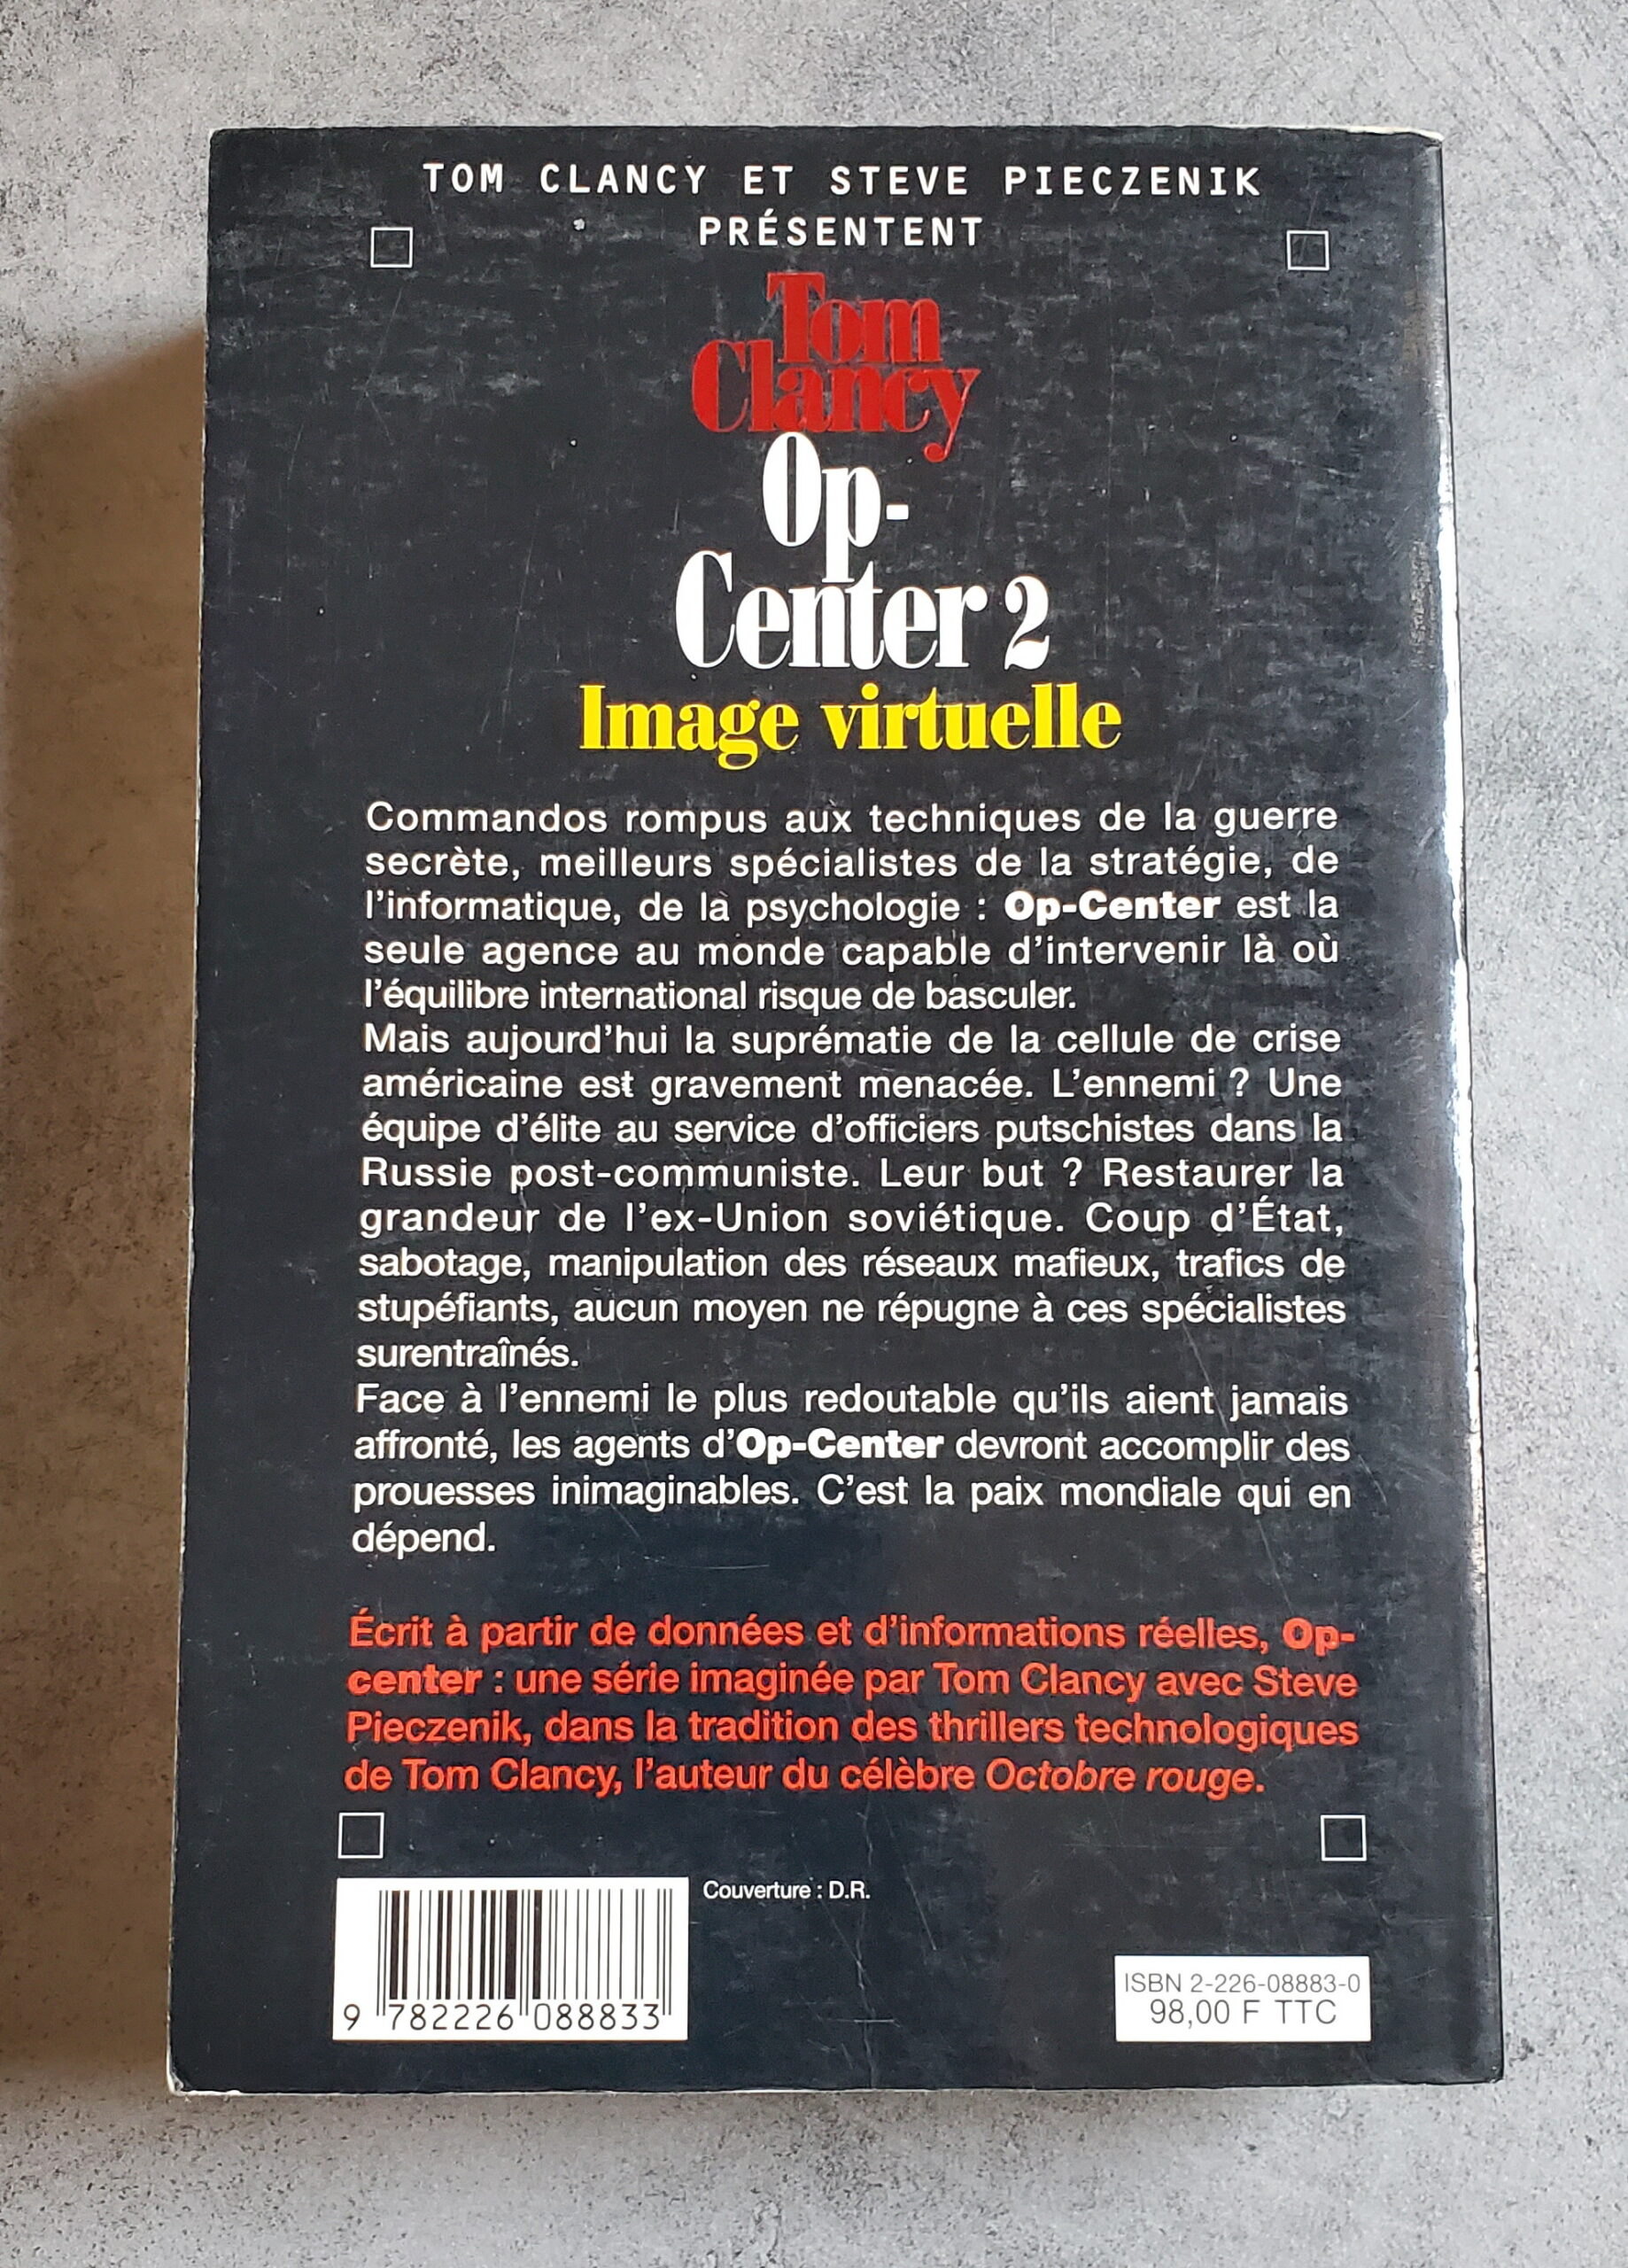 TOM CLANCY ET STEVE PIECZENIK
PRÉSENTENT
Tom
Clancy
Op-
Center 2
Image virtuelle
Commandos rompus aux techniques de la guerre
secrète, meilleurs spécialistes de la stratégie, de
l'informatique, de la psychologie : Op-Center est la
seule agence au monde capable d'intervenir là où
l'équilibre international risque de basculer.
Mais aujourd'hui la suprématie de la cellule de crise
américaine est gravement menacée. L'ennemi ? Une
équipe d'élite au service d'officiers putschistes dans la
Russie post-communiste. Leur but ? Restaurer la
grandeur de l'ex-Union soviétique. Coup d'État,
sabotage, manipulation des réseaux mafieux, trafics de
stupéfiants, aucun moyen ne répugne à ces spécialistes
surentraînés.
Face à l'ennemi le plus redoutable qu'ils aient jamais
affronté, les agents d'Op-Center devront accomplir des
prouesses inimaginables. C'est la paix mondiale qui en
dépend.
Écrit à partir de données et d'informations réelles, Op-
center : une série imaginée par Tom Clancy avec Steve
Pieczenik, dans la tradition des thrillers technologiques
de Tom Clancy, l'auteur du célèbre Octobre rouge.
Couverture : D.R.
9 782226 088833
ISBN 2-226-08883-0
98,00 F TTC